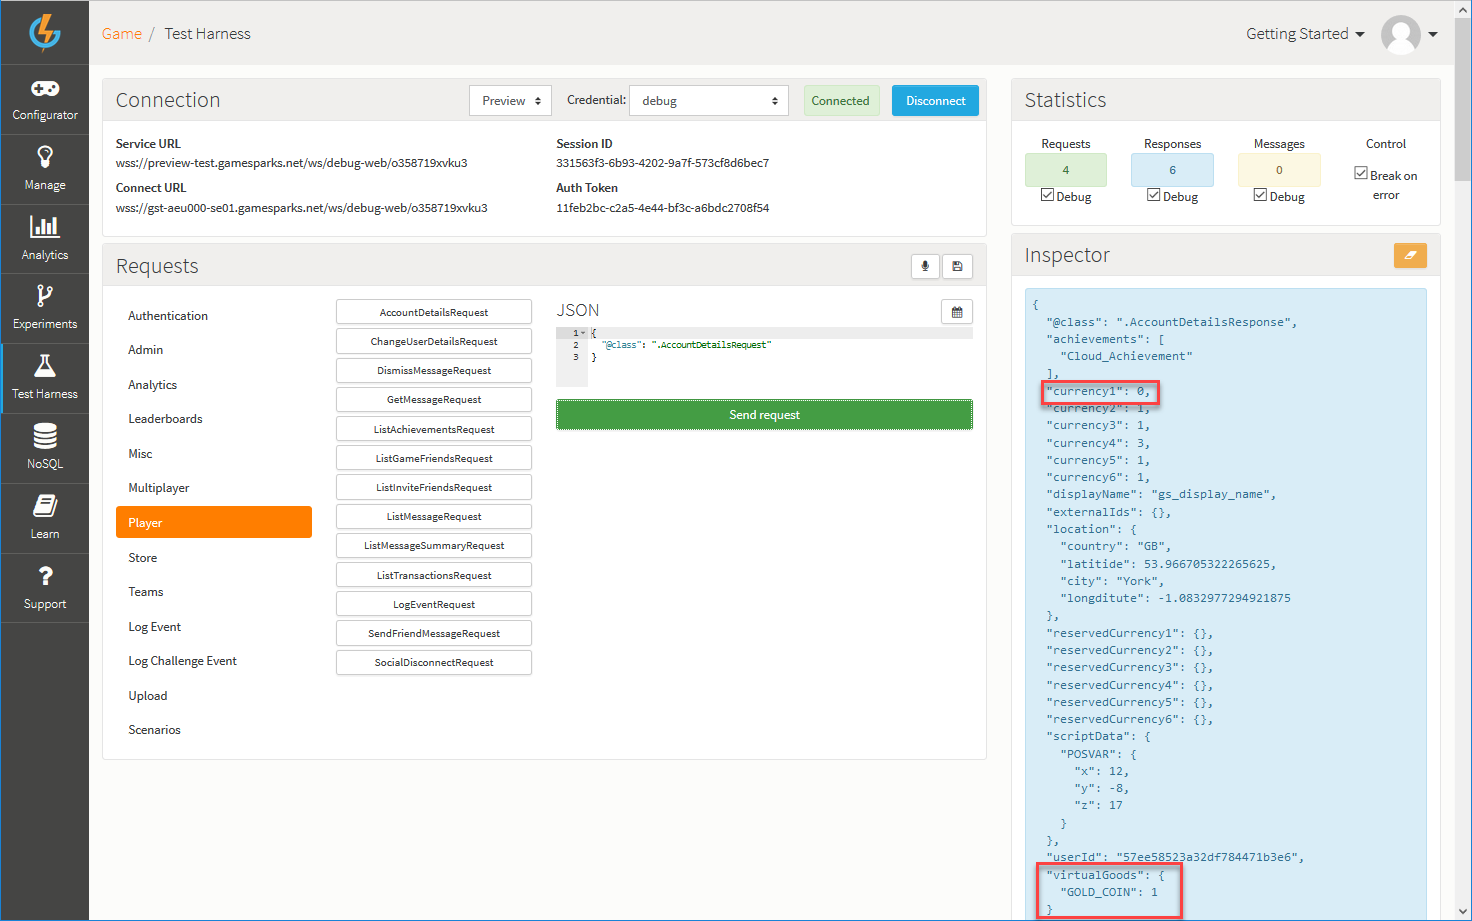 Game / Test Harness
Getting Started
Configurator
Manage
Analytics
Experiments
Test Harness
NoSQL
Learn
Support
Connection
Preview
Credential:
debug
Connected
Disconnect
Service URL
wss://preview-test.gamesparks.net/ws/debug-web/o358719xvku3
Connect URL
wss://gst-aeu000-se01.gamesparks.net/ws/debug-web/o358719xvku3
Session ID
331563f3-6b93-4202-9a7f-573cf8d6bec7
Auth Token
11feb2bc-c2a5-4e44-bf3c-a6bdc2708f54
Requests
Authentication
Admin
Analytics
Leaderboards
Misc
Multiplayer
Player
Store
Teams
Log Event
Log Challenge Event
Upload
Scenarios
AccountDetailsRequest
ChangeUserDetailsRequest
DismissMessageRequest
GetMessageRequest
ListAchievementsRequest
ListGameFriendsRequest
ListInviteFriendsRequest
ListMessageRequest
ListMessageSummaryRequest
ListTransactionsRequest
LogEventRequest
SendFriendMessageRequest
SocialDisconnectRequest
JSON
1 {
2 "@class": ".AccountDetailsRequest"
3 }
Send request
Statistics
Requests
4
Debug
Responses
6
Debug
Messages
0
Debug
Control
Break on
error
Inspector
{
"@class": ".AccountDetailsResponse",
"achievements": [
"Cloud_Achievement"
],
"currency1": 0,
"currency2": 1,
"currency3": 1,
"currency4": 3,
"currency5": 1,
"currency6": 1,
"displayName": "gs_display_name",
"externalIds": {},
"location": {
"country": "GB",
"latitide": 53.966705322265625,
"city": "York",
"longditute": -1.0832977294921875
},
"reservedCurrency1": {},
"reservedCurrency2": {},
"reservedCurrency3": {},
"reservedCurrency4": {},
"reservedCurrency5": {},
"reservedCurrency6": {},
"scriptData": {
"POSVAR": {
"x": 12,
"y": -8,
"z": 17
}
},
"userId": "57ee58523a32df784471b3e6",
"virtualGoods": {
"GOLD_COIN": 1
}